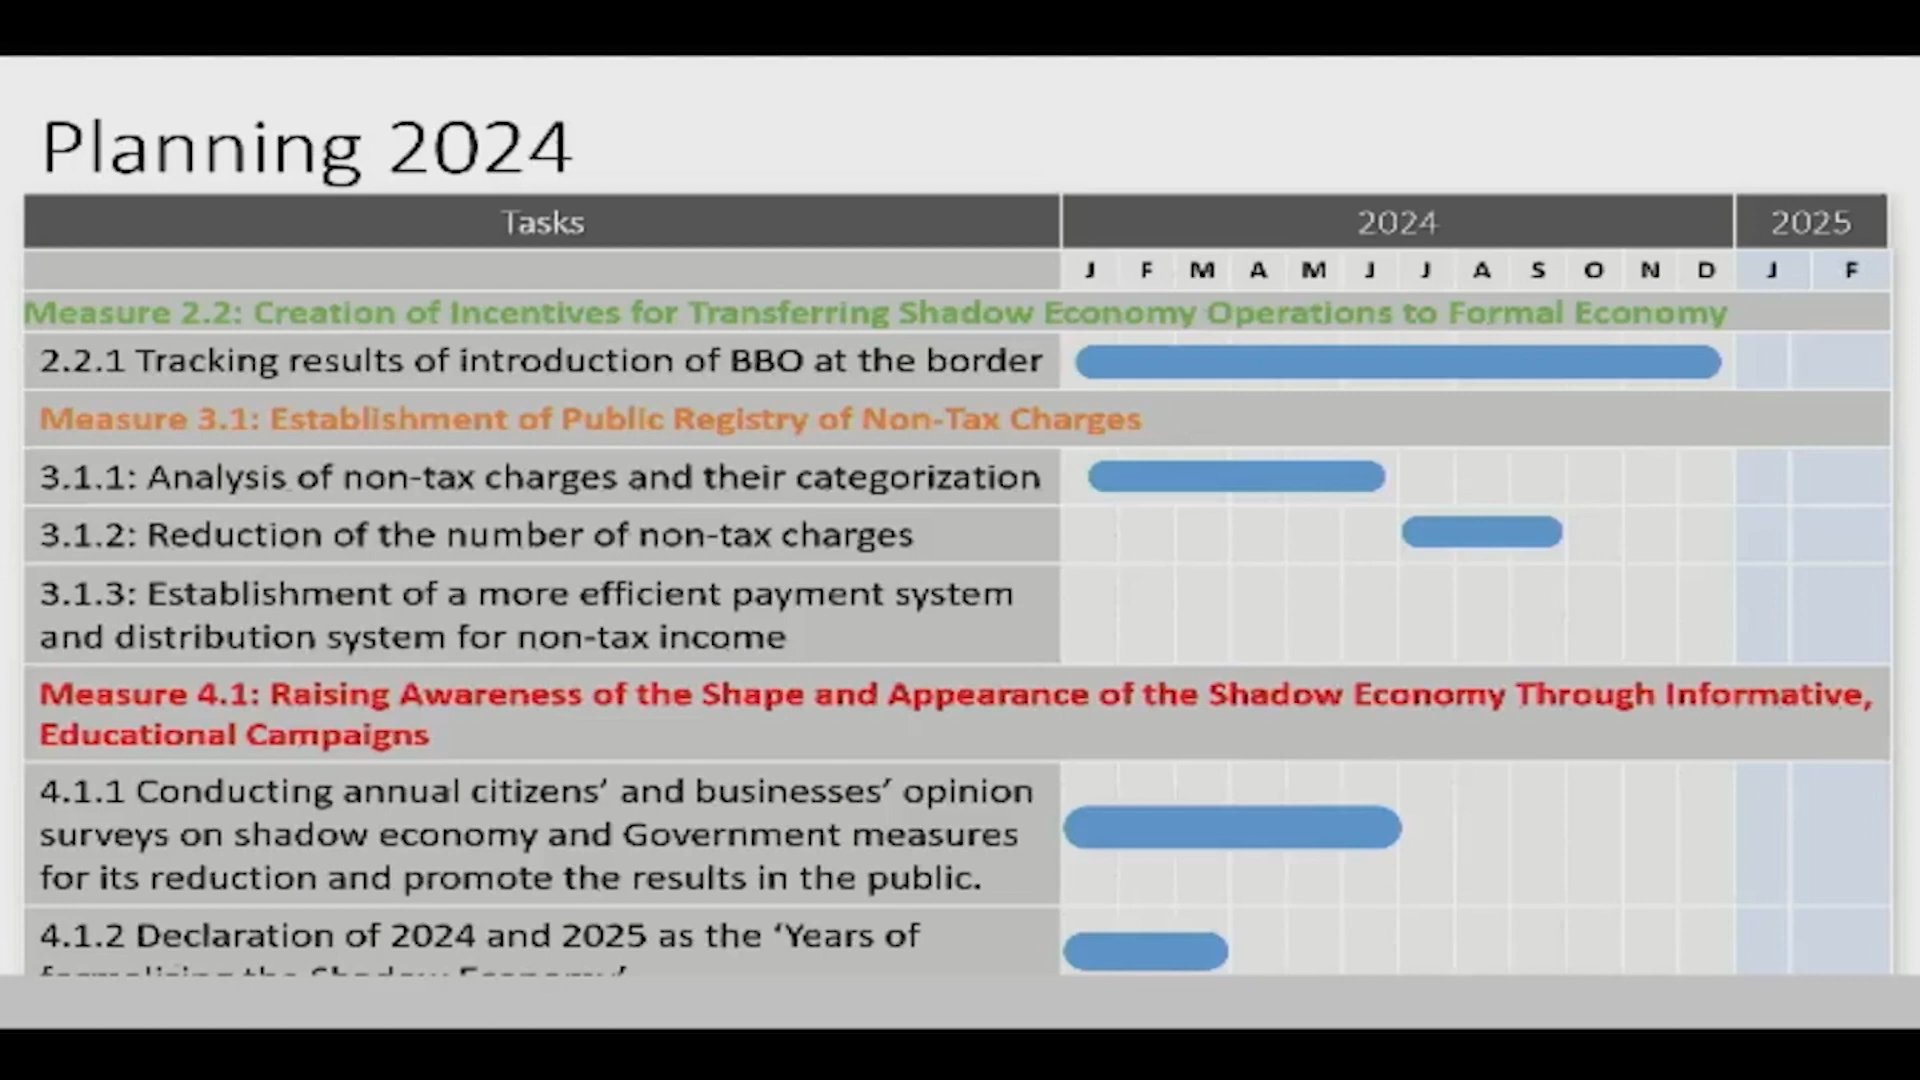 Planning 2024
Tasks 2024 2025
J F M A M J J A S O N D J F
Measure 2.2: Creation of Incentives for Transferring Shadow Economy Operations to Formal Economy
2.2.1 Tracking results of introduction of BBO at the border
Measure 3.1: Establishment of Public Registry of Non-Tax Charges
3.1.1: Analysis of non-tax charges and their categorization
3.1.2: Reduction of the number of non-tax charges
3.1.3: Establishment of a more efficient payment system
and distribution system for non-tax income
Measure 4.1: Raising Awareness of the Shape and Appearance of the Shadow Economy Through Informative,
Educational Campaigns
4.1.1 Conducting annual citizens’ and businesses’ opinion
surveys on shadow economy and Government measures
for its reduction and promote the results in the public.
4.1.2 Declaration of 2024 and 2025 as the ‘Years of
the Shadow Economy’